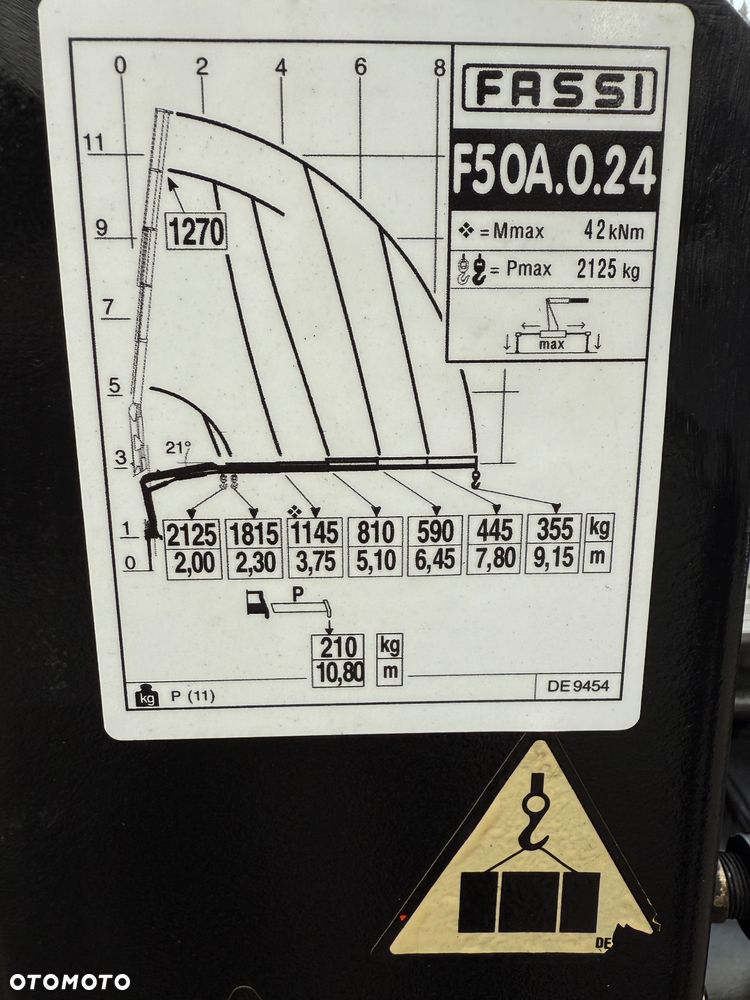 0 2 4 6 8
FASSI
F50A.0.24
❖ = Mmax 42 kNm
= Pmax 2125 kg
max
11
9
7
5
3
1
0
1270
21°
❖
2125 1815 1145 810 590 445 355 kg
2,00 2,30 3,75 5,10 6,45 7,80 9,15 m
P
210 kg
10,80 m
kg P (11)
DE 9454
DE
OTOMOTO